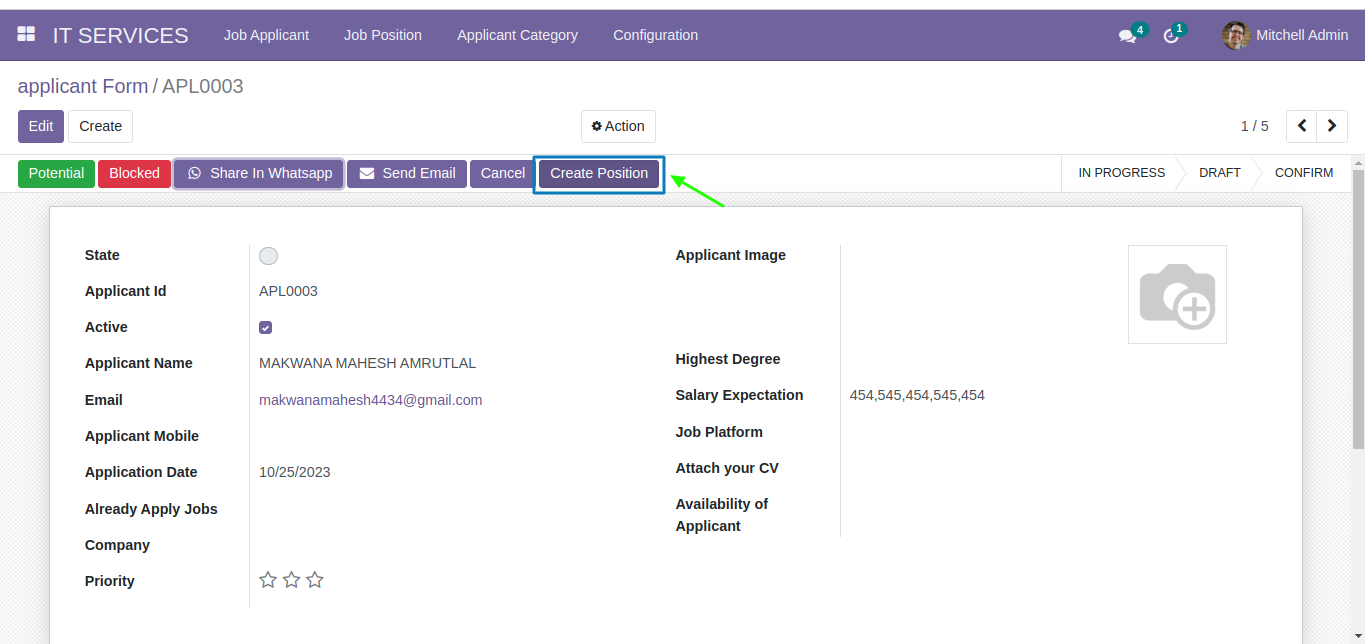 IT SERVICES Job Applicant Job Position Applicant Category Configuration 4 1 Mitchell Admin
applicant Form / APL0003
Edit Create Action 1 / 5
Potential Blocked Share In Whatsapp Send Email Cancel Create Position IN PROGRESS DRAFT CONFIRM
State
Applicant Id APL0003
Active
Applicant Name MAKWANA MAHESH AMRUTLAL
Email makwanamahesh4434@gmail.com
Applicant Mobile
Application Date 10/25/2023
Already Apply Jobs
Company
Priority
Applicant Image
Highest Degree
Salary Expectation 454,545,454,545,454
Job Platform
Attach your CV
Availability of
Applicant